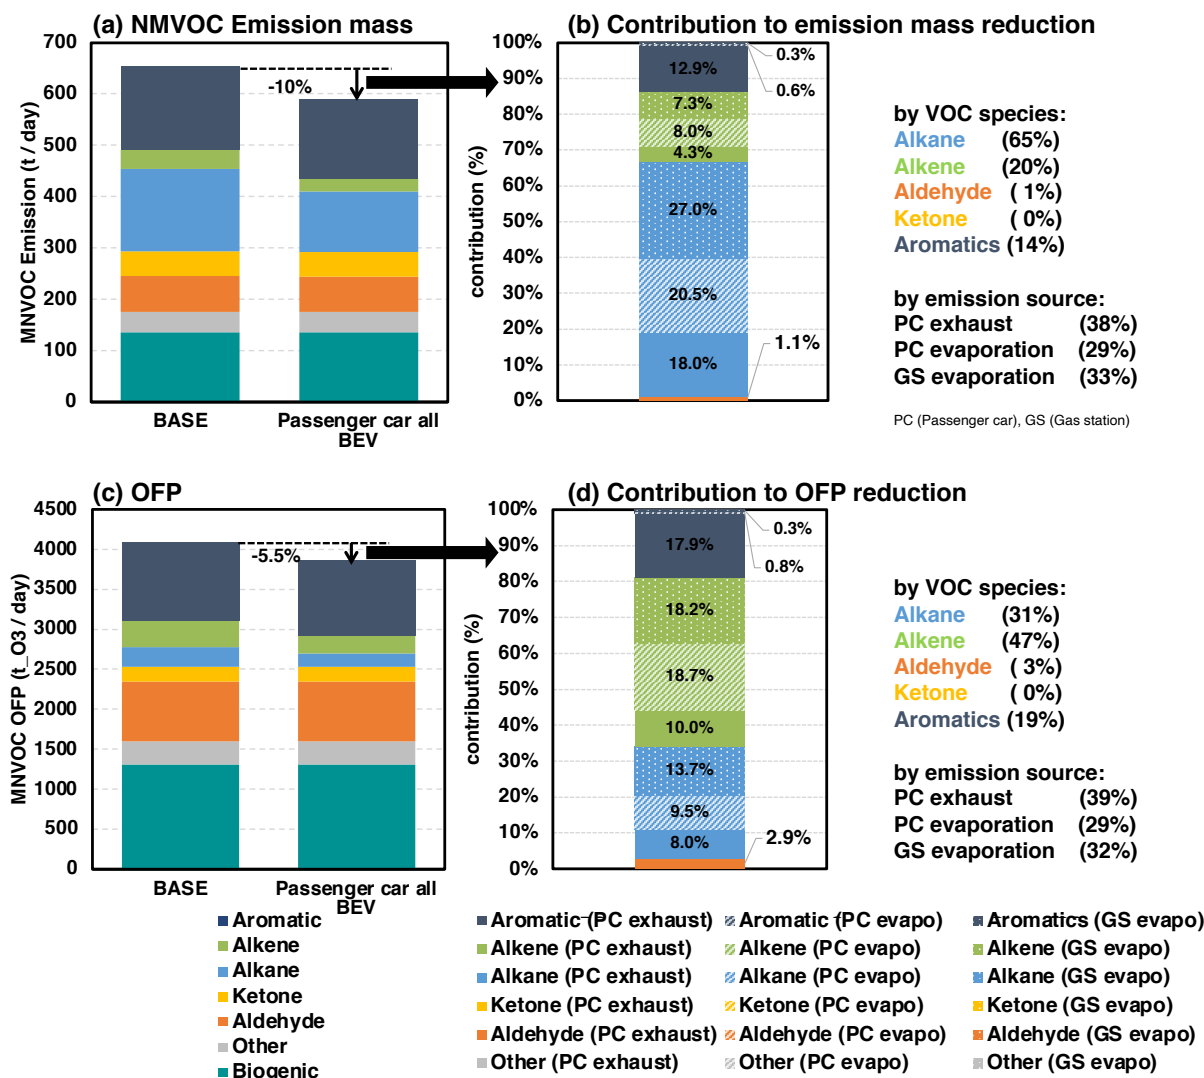 (a) NMVOC Emission mass
MNVOC Emission (t / day)
700
600
500
400
300
200
100
0
-10%
BASE
Passenger car all
BEV
(b) Contribution to emission mass reduction
contribution (%)
100%
90%
80%
70%
60%
50%
40%
30%
20%
10%
0%
0.3%
0.6%
12.9%
7.3%
8.0%
4.3%
27.0%
20.5%
18.0%
1.1%
by VOC species:
Alkane (65%)
Alkene (20%)
Aldehyde ( 1%)
Ketone ( 0%)
Aromatics (14%)
by emission source:
PC exhaust (38%)
PC evaporation (29%)
GS evaporation (33%)
PC (Passenger car), GS (Gas station)
(c) OFP
MNVOC OFP (t_O3 / day)
4500
4000
3500
3000
2500
2000
1500
1000
500
0
-5.5%
BASE
Passenger car all
BEV
(d) Contribution to OFP reduction
contribution (%)
100%
90%
80%
70%
60%
50%
40%
30%
20%
10%
0%
0.3%
0.8%
17.9%
18.2%
18.7%
10.0%
13.7%
9.5%
8.0%
2.9%
by VOC species:
Alkane (31%)
Alkene (47%)
Aldehyde ( 3%)
Ketone ( 0%)
Aromatics (19%)
by emission source:
PC exhaust (39%)
PC evaporation (29%)
GS evaporation (32%)
Aromatic
Alkene
Alkane
Ketone
Aldehyde
Other
Biogenic
Aromatic (PC exhaust)
Alkene (PC exhaust)
Alkane (PC exhaust)
Ketone (PC exhaust)
Aldehyde (PC exhaust)
Other (PC exhaust)
Aromatic (PC evapo)
Alkene (PC evapo)
Alkane (PC evapo)
Ketone (PC evapo)
Aldehyde (PC evapo)
Other (PC evapo)
Aromatics (GS evapo)
Alkene (GS evapo)
Alkane (GS evapo)
Ketone (GS evapo)
Aldehyde (GS evapo)
Other (GS evapo)